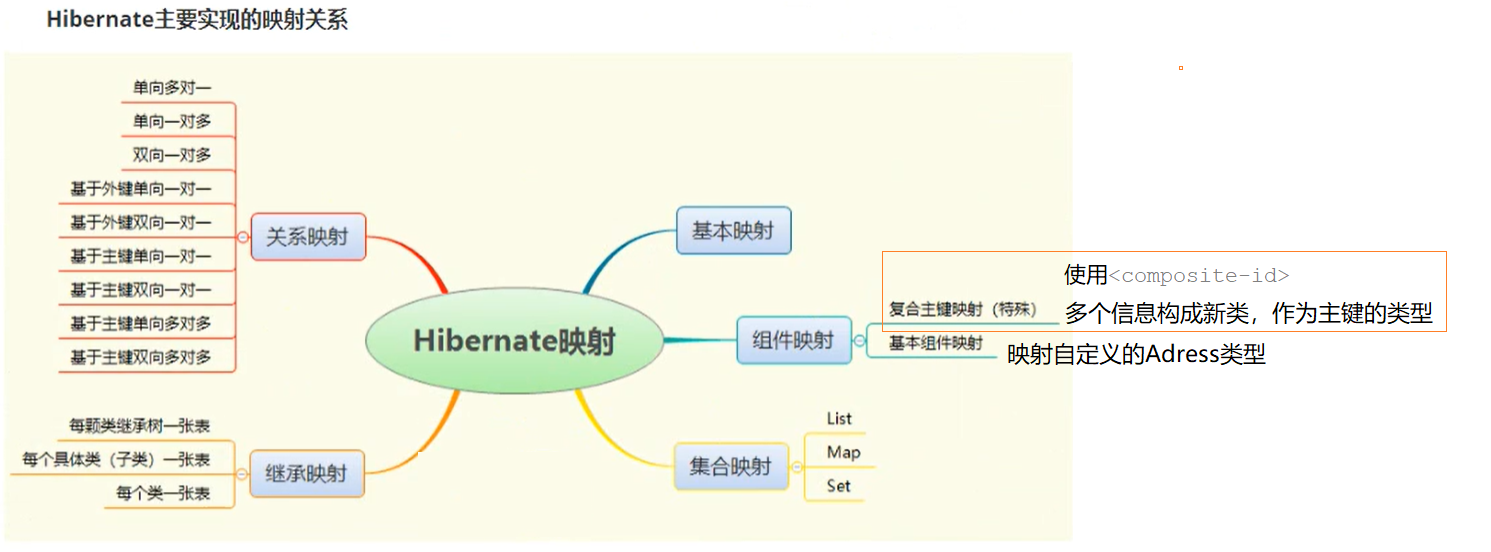 Hibernate主要实现的映射关系
单向多对一
单向一对多
双向一对多
基于外键单向一对一
基于外键双向一对一
基于主键单向一对一
基于主键双向一对一
基于主键单向多对多
基于主键双向多对多
关系映射
每颗类继承树一张表
每个具体类（子类）一张表
每个类一张表
继承映射
Hibernate映射
基本映射
组件映射
复合主键映射（特殊）
使用<composite-id>
多个信息构成新类，作为主键的类型
基本组件映射
映射自定义的Adress类型
集合映射
List
Map
Set